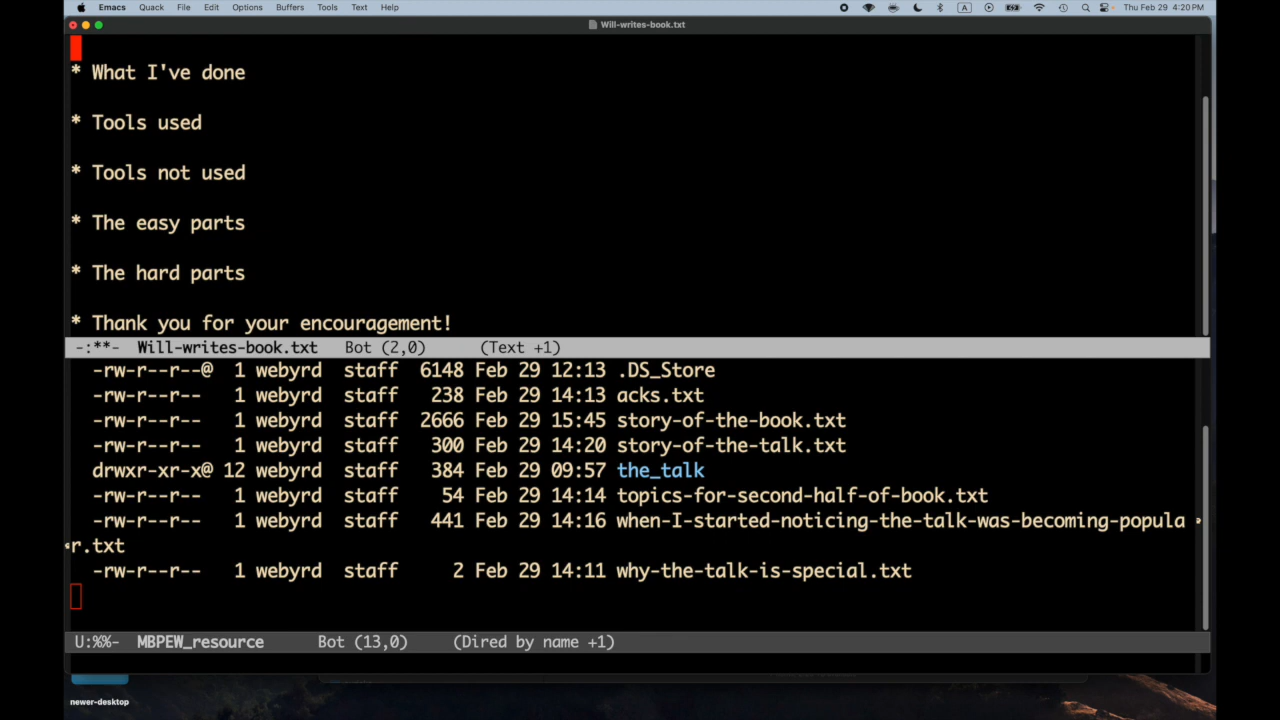 Emacs Quack File Edit Options Buffers Tools Text Help A Thu Feb 29 4:20 PM
Will-writes-book.txt
* What I've done
* Tools used
* Tools not used
* The easy parts
* The hard parts
* Thank you for your encouragement!
-:**- Will-writes-book.txt Bot (2,0) (Text +1)
-rw-r--r--@ 1 webyrd staff 6148 Feb 29 12:13 .DS_Store
-rw-r--r-- 1 webyrd staff 238 Feb 29 14:13 acks.txt
-rw-r--r-- 1 webyrd staff 2666 Feb 29 15:45 story-of-the-book.txt
-rw-r--r-- 1 webyrd staff 300 Feb 29 14:20 story-of-the-talk.txt
drwxr-xr-x@ 12 webyrd staff 384 Feb 29 09:57 the_talk
-rw-r--r-- 1 webyrd staff 54 Feb 29 14:14 topics-for-second-half-of-book.txt
-rw-r--r-- 1 webyrd staff 441 Feb 29 14:16 when-I-started-noticing-the-talk-was-becoming-popula
r.txt
-rw-r--r-- 1 webyrd staff 2 Feb 29 14:11 why-the-talk-is-special.txt
U:%%- MBPEW_resource Bot (13,0) (Dired by name +1)
newer-desktop